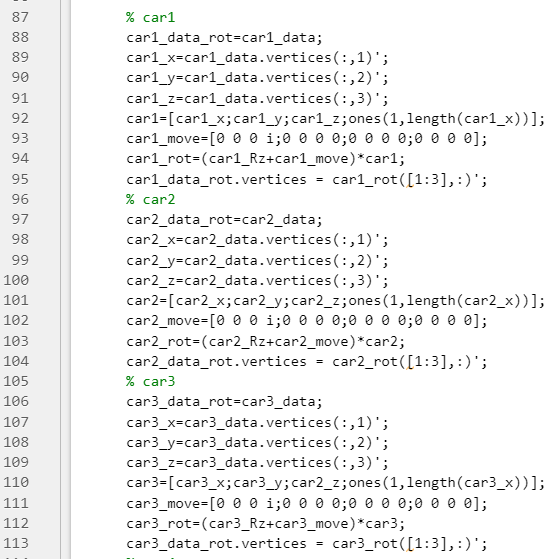 87 % car1
88 car1_data_rot=car1_data;
89 car1_x=car1_data.vertices(:,1)';
90 car1_y=car1_data.vertices(:,2)';
91 car1_z=car1_data.vertices(:,3)';
92 car1=[car1_x;car1_y;car1_z;ones(1,length(car1_x))];
93 car1_move=[0 0 0 i;0 0 0 0;0 0 0 0;0 0 0 0];
94 car1_rot=(car1_Rz+car1_move)*car1;
95 car1_data_rot.vertices = car1_rot([1:3],:)';
96 % car2
97 car2_data_rot=car2_data;
98 car2_x=car2_data.vertices(:,1)';
99 car2_y=car2_data.vertices(:,2)';
100 car2_z=car2_data.vertices(:,3)';
101 car2=[car2_x;car2_y;car2_z;ones(1,length(car2_x))];
102 car2_move=[0 0 0 i;0 0 0 0;0 0 0 0;0 0 0 0];
103 car2_rot=(car2_Rz+car2_move)*car2;
104 car2_data_rot.vertices = car2_rot([1:3],:)';
105 % car3
106 car3_data_rot=car3_data;
107 car3_x=car3_data.vertices(:,1)';
108 car3_y=car3_data.vertices(:,2)';
109 car3_z=car3_data.vertices(:,3)';
110 car3=[car3_x;car3_y;car2_z;ones(1,length(car3_x))];
111 car3_move=[0 0 0 i;0 0 0 0;0 0 0 0;0 0 0 0];
112 car3_rot=(car3_Rz+car3_move)*car3;
113 car3_data_rot.vertices = car3_rot([1:3],:)';